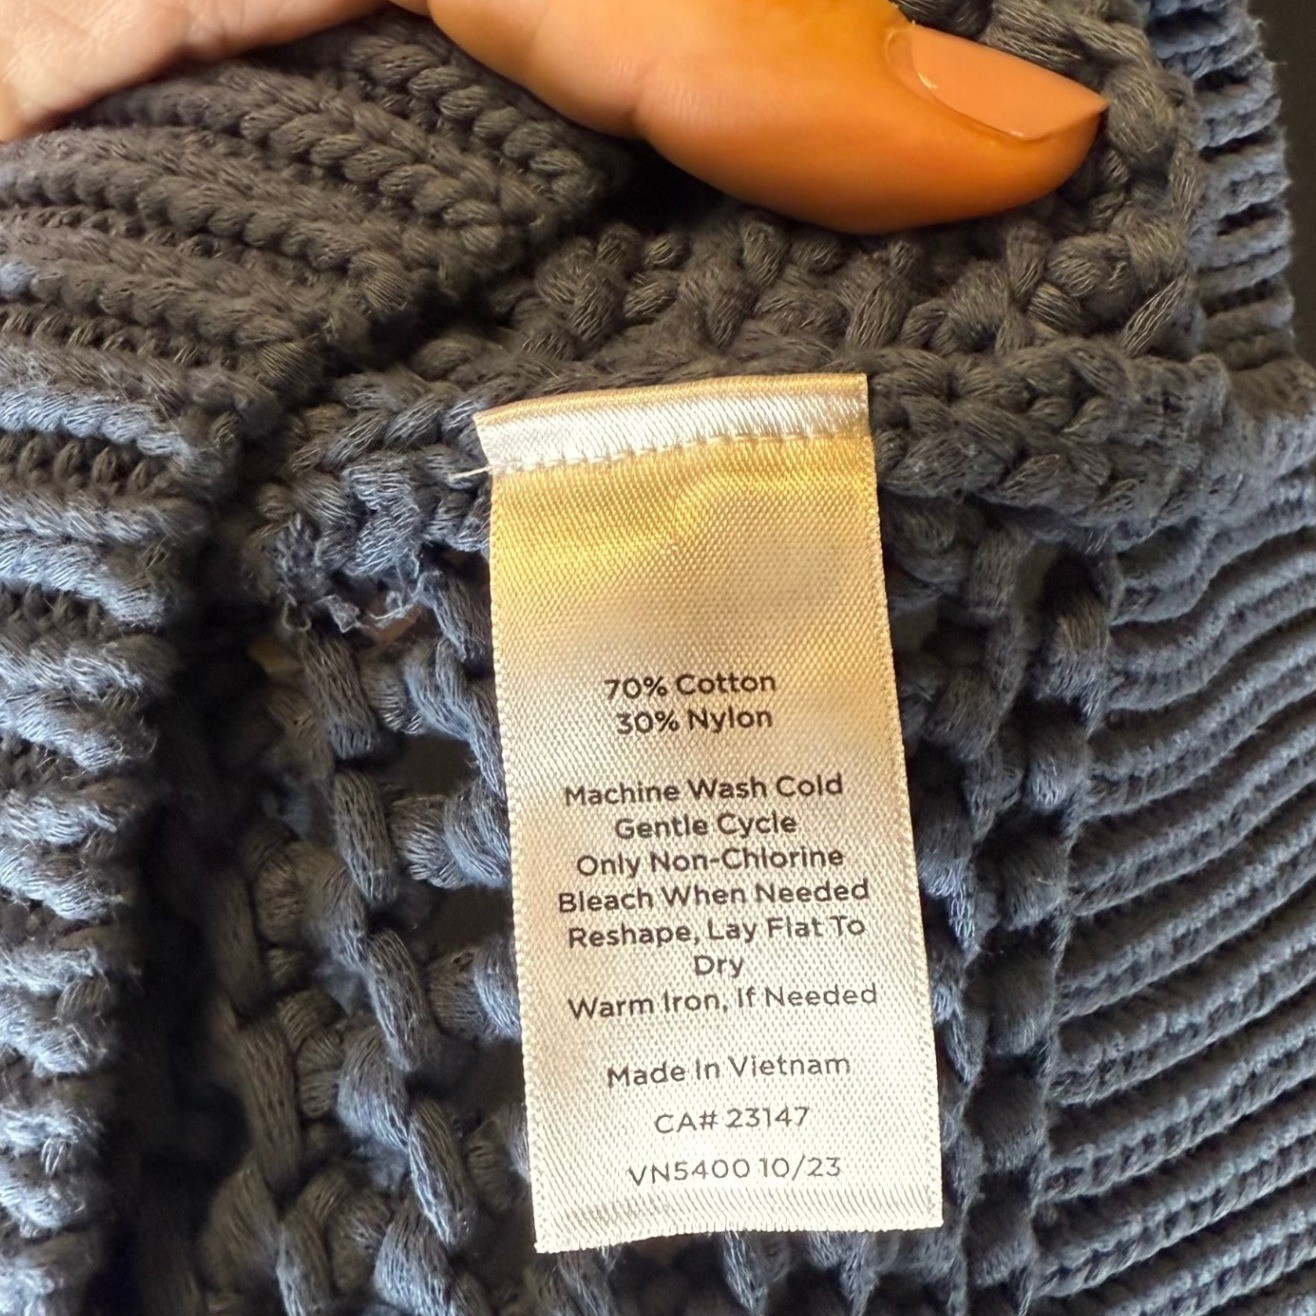 70% Cotton
30% Nylon
Machine Wash Cold
Gentle Cycle
Only Non-Chlorine
Bleach When Needed
Reshape, Lay Flat To
Dry
Warm Iron, If Needed
Made In Vietnam
CA# 23147
VN5400 10/23